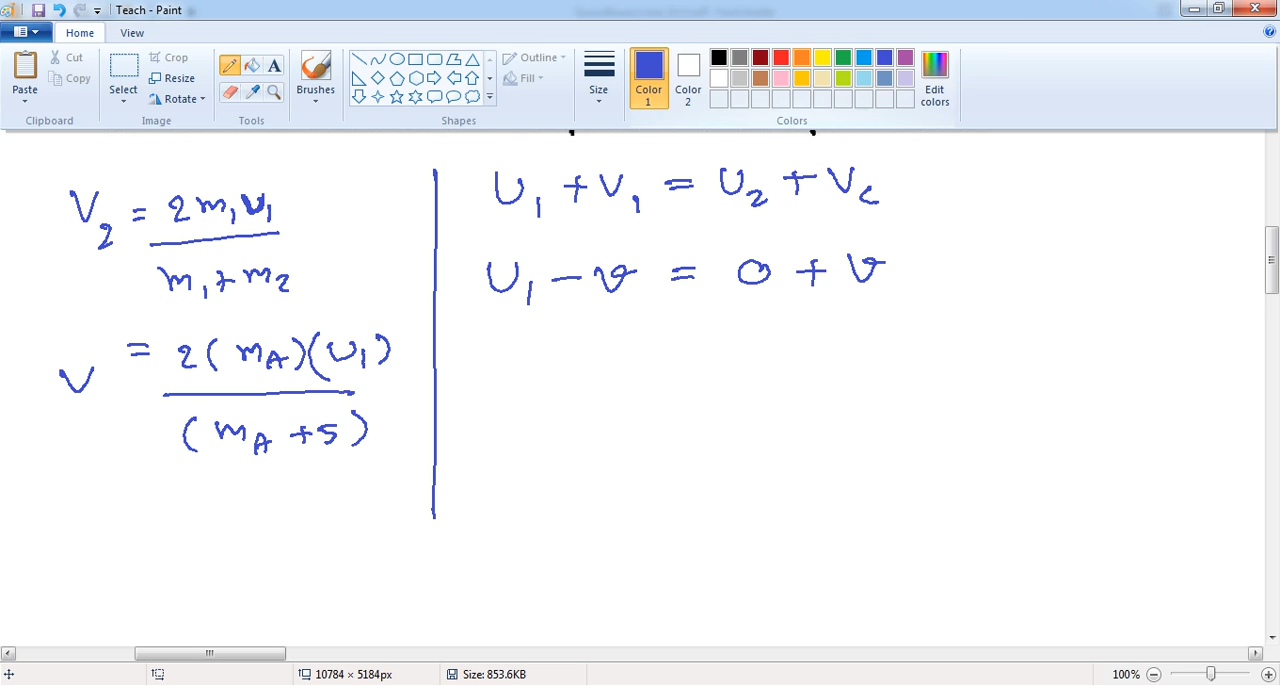 Teach - Paint
Home View
Paste
Cut
Copy
Clipboard
Select
Crop
Resize
Rotate
Image
A
Tools
Brushes
Outline
Fill
Shapes
Size
Color 1
Color 2
Edit colors
Colors
V₂ = 2m₁U₁
m₁ + m₂
V = 2(mA)(U₁)
(mA + 5)
U₁ + V₁ = U₂ + V₂
U₁ - v = 0 + v
10784 × 5184px
Size: 853.6KB
100%